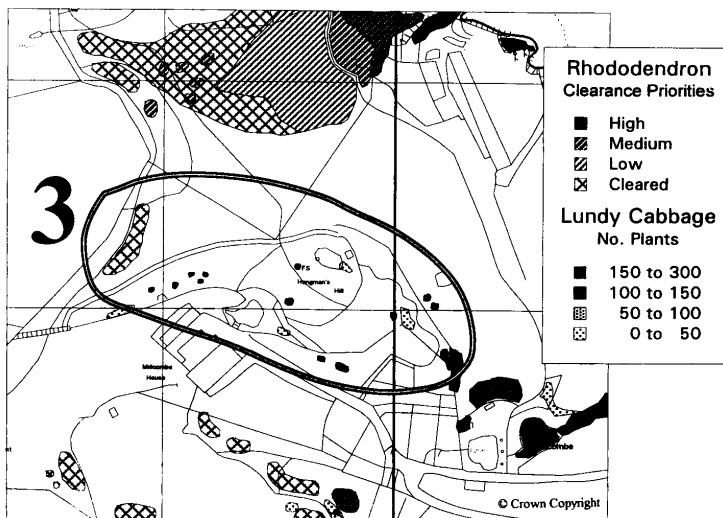 Rhododendron
Clearance Priorities
High
Medium
Low
Cleared
Lundy Cabbage
No. Plants
150 to 300
100 to 150
50 to 100
0 to 50
3
F.S
Hangman's
Hill
Millcombe
House
© Crown Copyright